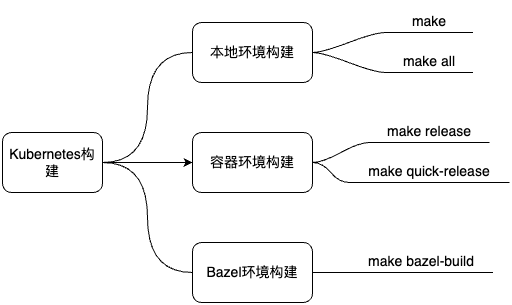 Kubernetes构
建
本地环境构建
make
make all
容器环境构建
make release
make quick-release
Bazel环境构建
make bazel-build